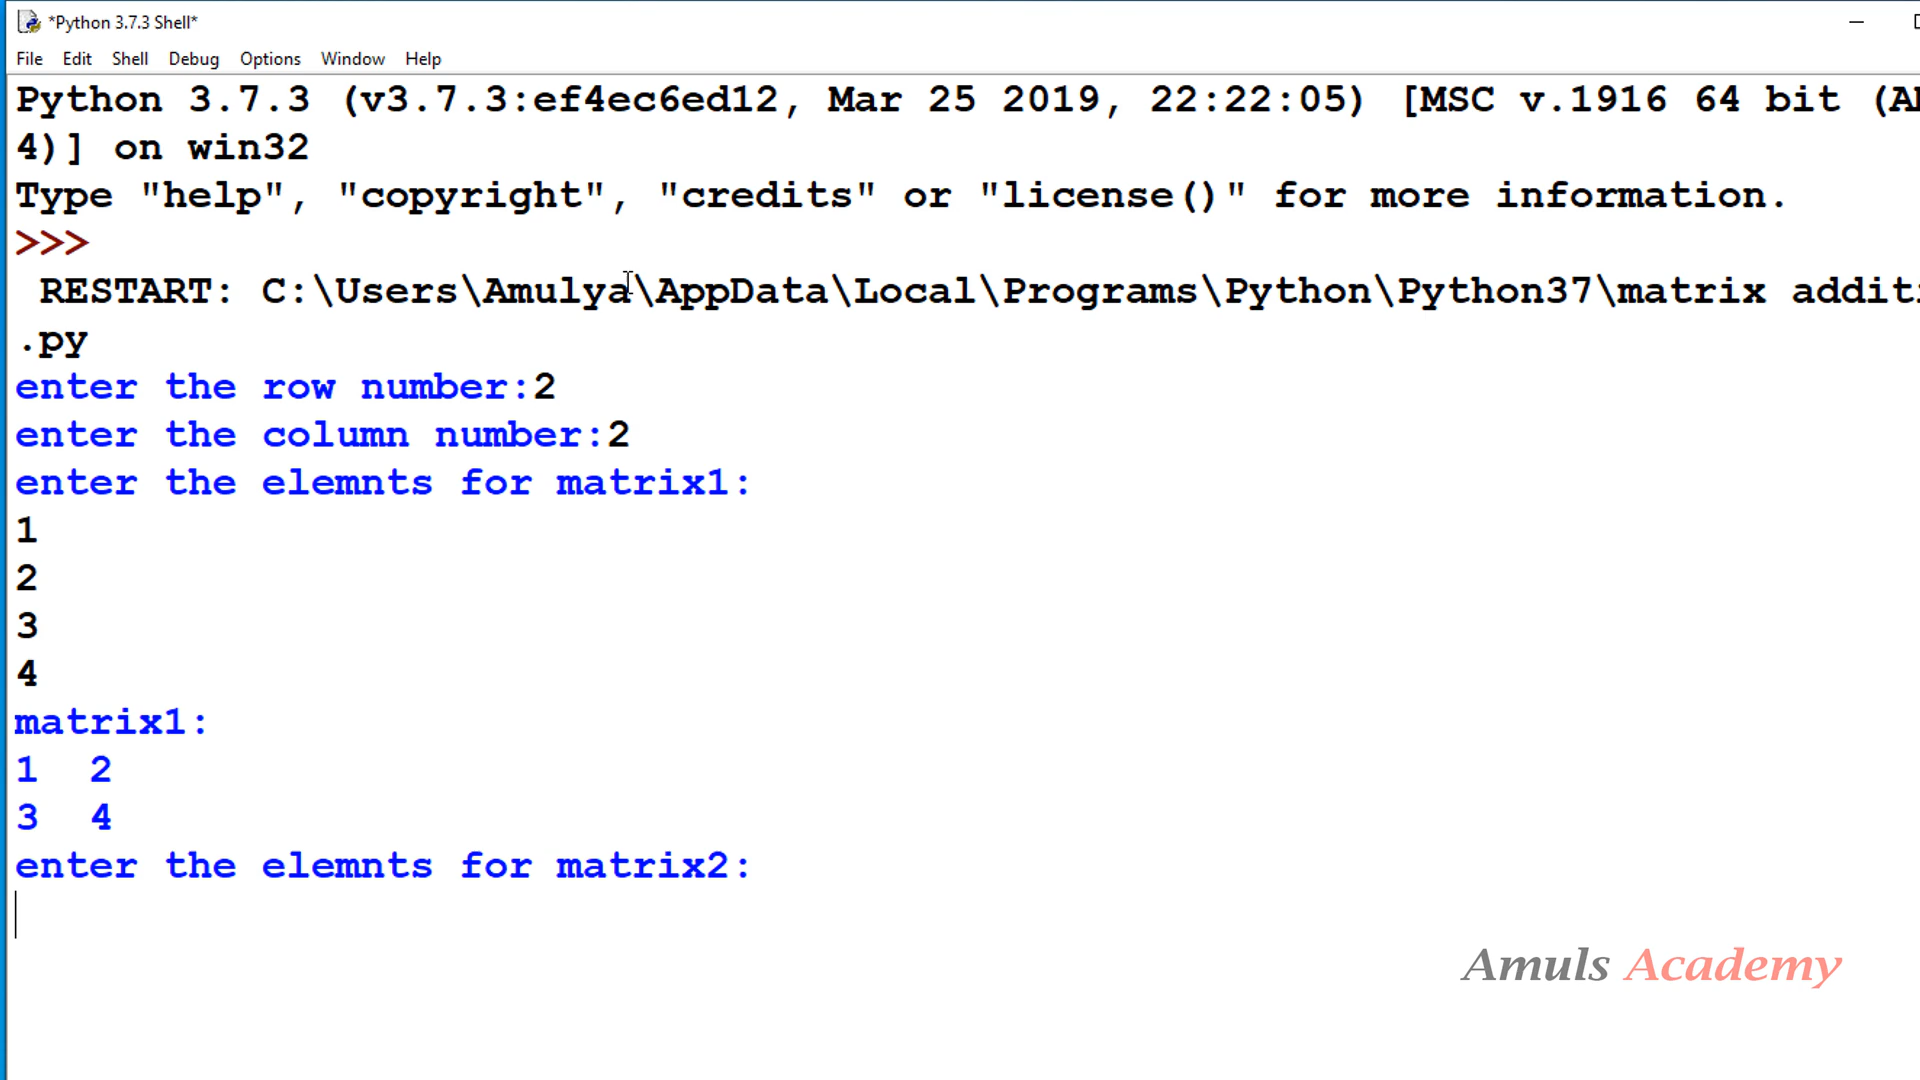 *Python 3.7.3 Shell*
File Edit Shell Debug Options Window Help
Python 3.7.3 (v3.7.3:ef4ec6ed12, Mar 25 2019, 22:22:05) [MSC v.1916 64 bit
4)] on win32
Type "help", "copyright", "credits" or "license()" for more information.
>>>
RESTART: C:\Users\Amulya\AppData\Local\Programs\Python\Python37\matrix
.py
enter the row number:2
enter the column number:2
enter the elemnts for matrix1:
1
2
3
4
matrix1:
1 2
3 4
enter the elemnts for matrix2:
Amuls Academy